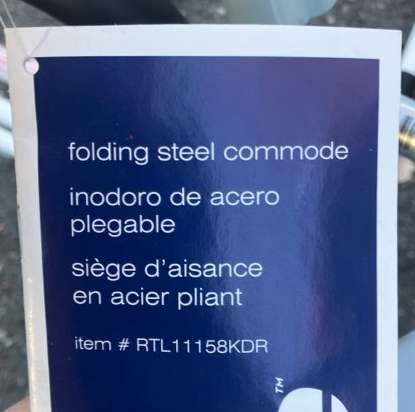 folding steel commode
inodoro de acero
plegable
siège d'aisance
en acier pliant
item # RTL11158KDR
TM